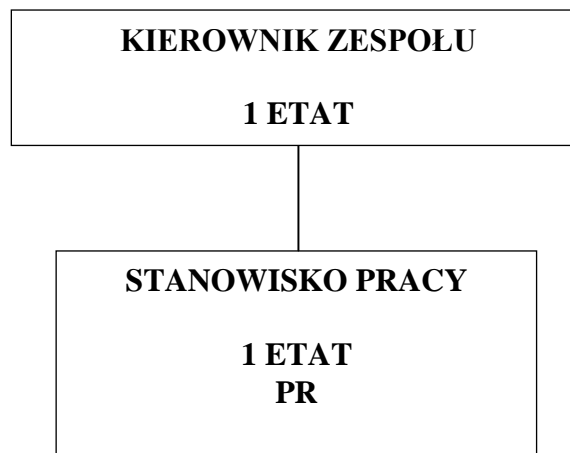 KIEROWNIK ZESPOŁU
1 ETAT
STANOWISKO PRACY
1 ETAT
PR